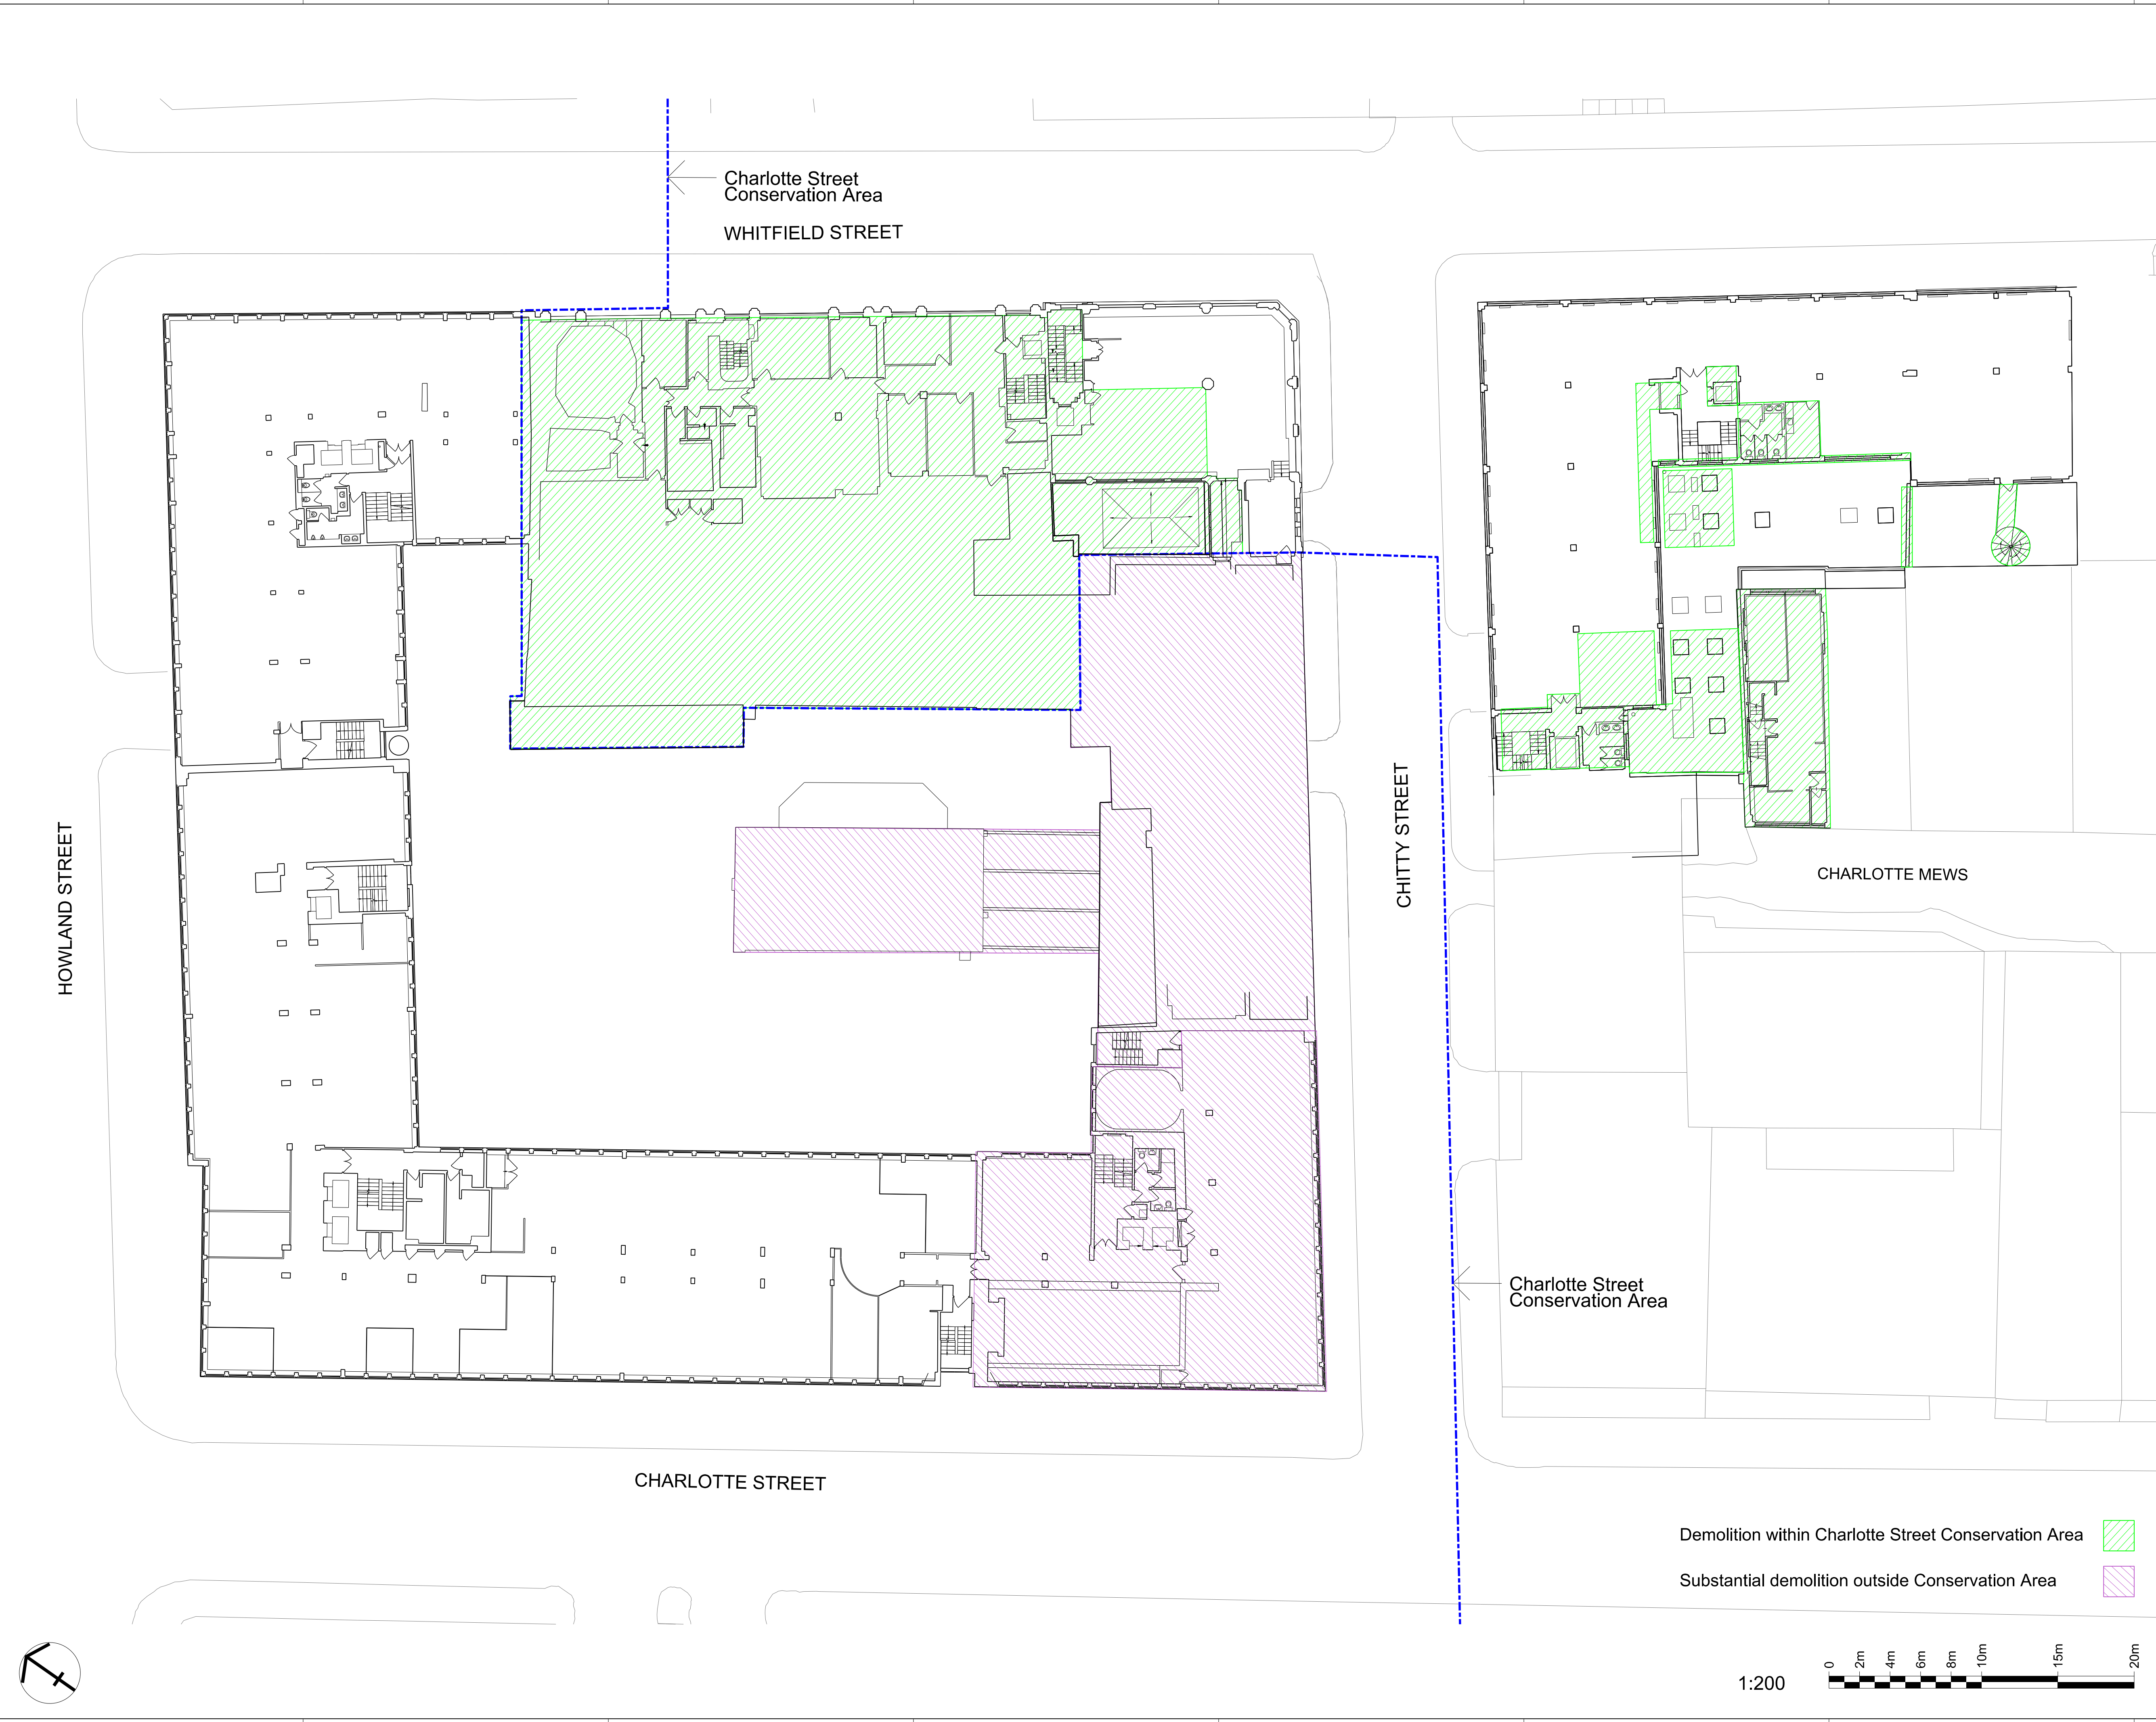 Charlotte Street
Conservation Area
WHITFIELD STREET
HOWLAND STREET
CHITTY STREET
CHARLOTTE MEWS
Charlotte Street
Conservation Area
CHARLOTTE STREET
Demolition within Charlotte Street Conservation Area
Substantial demolition outside Conservation Area
1:200
0 2m 4m 6m 8m 10m 15m 20m